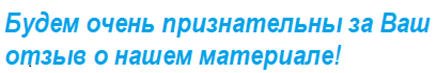 Будем очень признательны за Ваш
отзыв о нашем материале!